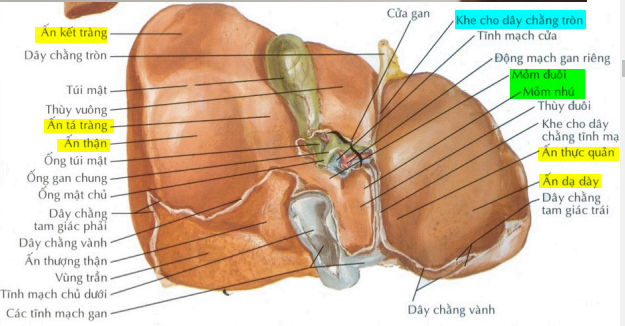 Ấn kết tràng
Dây chằng tròn
Túi mật
Thùy vuông
Ấn tá tràng
Ấn thận
Ống túi mật
Ống gan chung
Ống mật chủ
Dây chằng
tam giác phải
Dây chằng vành
Ấn thượng thận
Vùng trần
Tĩnh mạch chủ dưới
Các tĩnh mạch gan
Cửa gan
Khe cho dây chằng tròn
Tĩnh mạch cửa
Động mạch gan riêng
Mỏm đuôi
Mỏm nhú
Thùy đuôi
Khe cho dây
chằng tĩnh mạ
Ấn thực quản
Ấn dạ dày
Dây chằng
tam giác trái
Dây chằng vành